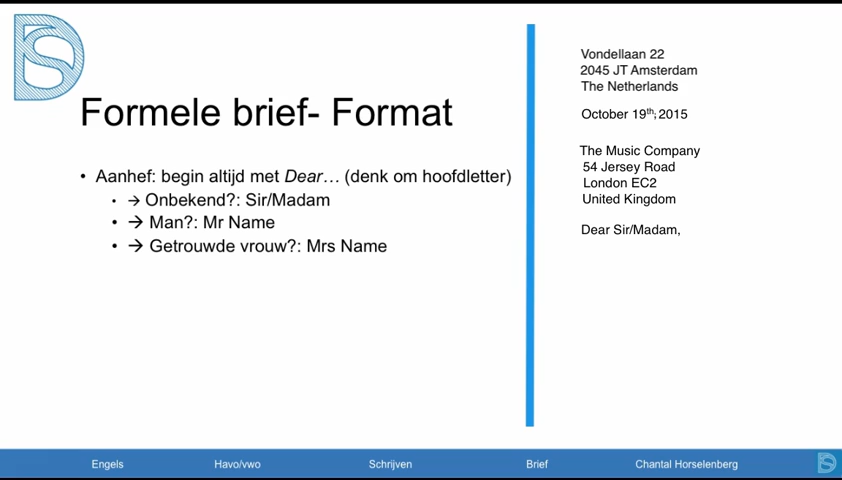 Formele brief- Format
• Aanhef: begin altijd met Dear… (denk om hoofdletter)
• → Onbekend?: Sir/Madam
• → Man?: Mr Name
• → Getrouwde vrouw?: Mrs Name
Vondellaan 22
2045 JT Amsterdam
The Netherlands
October 19th, 2015
The Music Company
54 Jersey Road
London EC2
United Kingdom
Dear Sir/Madam,
Engels Havo/vwo Schrijven Brief Chantal Horselenberg